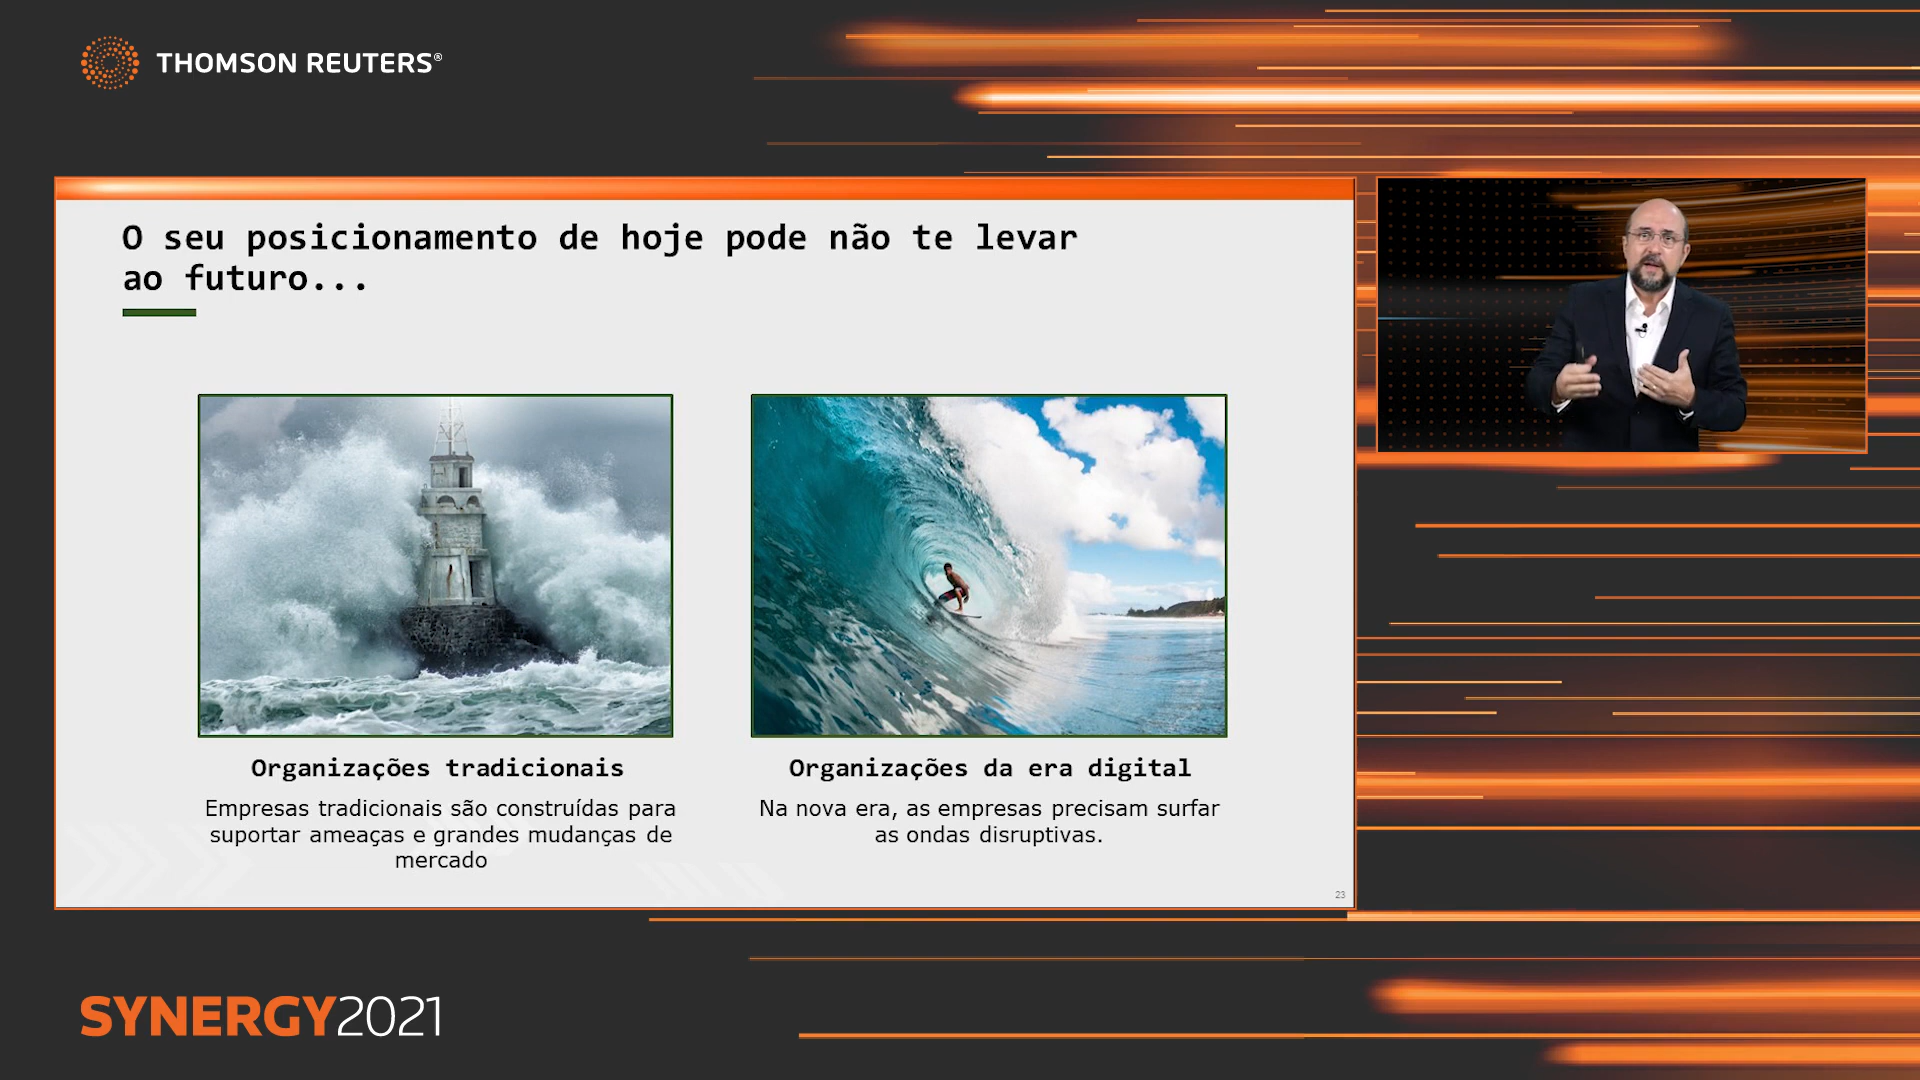 THOMSON REUTERS®
O seu posicionamento de hoje pode não te levar
ao futuro...
Organizações tradicionais
Empresas tradicionais são construídas para
suportar ameaças e grandes mudanças de
mercado
Organizações da era digital
Na nova era, as empresas precisam surfar
as ondas disruptivas.
23
SYNERGY2021